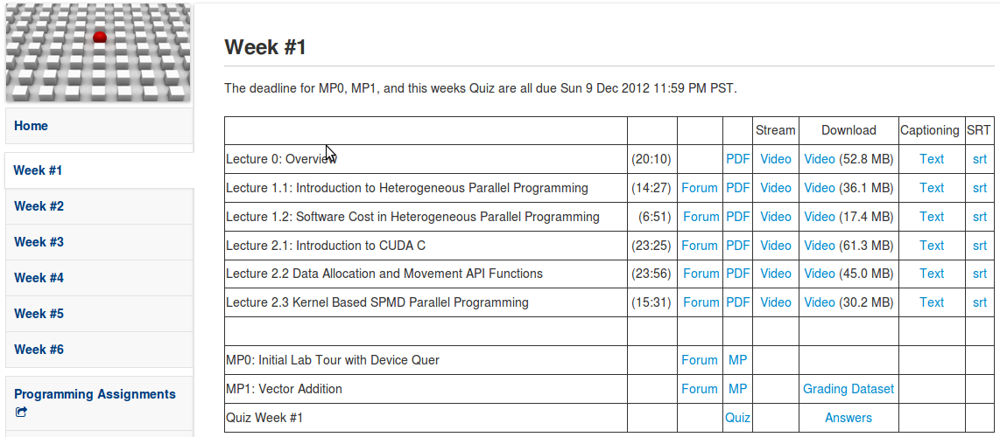 Home
Week #1
Week #2
Week #3
Week #4
Week #5
Week #6
Programming Assignments
Week #1
The deadline for MP0, MP1, and this weeks Quiz are all due Sun 9 Dec 2012 11:59 PM PST.
Stream Download Captioning SRT
Lecture 0: Overview (20:10) PDF Video Video (52.8 MB) Text srt
Lecture 1.1: Introduction to Heterogeneous Parallel Programming (14:27) Forum PDF Video Video (36.1 MB) Text srt
Lecture 1.2: Software Cost in Heterogeneous Parallel Programming (6:51) Forum PDF Video Video (17.4 MB) Text srt
Lecture 2.1: Introduction to CUDA C (23:25) Forum PDF Video Video (61.3 MB) Text srt
Lecture 2.2 Data Allocation and Movement API Functions (23:56) Forum PDF Video Video (45.0 MB) Text srt
Lecture 2.3 Kernel Based SPMD Parallel Programming (15:31) Forum PDF Video Video (30.2 MB) Text srt
MP0: Initial Lab Tour with Device Quer Forum MP
MP1: Vector Addition Forum MP Grading Dataset
Quiz Week #1 Quiz Answers